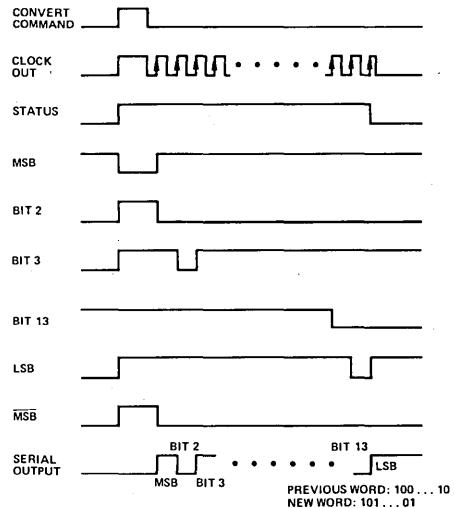 CONVERT
COMMAND
CLOCK
OUT
STATUS
MSB
BIT 2
BIT 3
BIT 13
LSB
MSB
SERIAL
OUTPUT
BIT 2
BIT 13
MSB
BIT 3
LSB
PREVIOUS WORD: 100 . . . 10
NEW WORD: 101 . . . 01